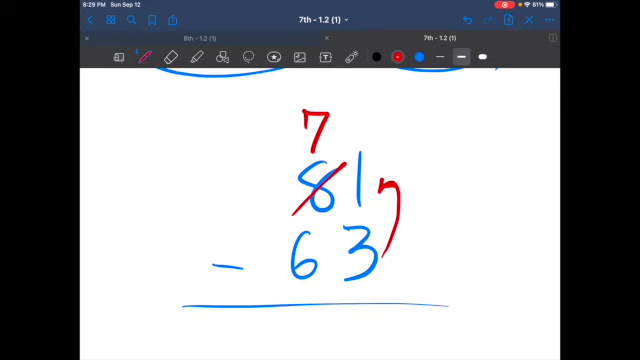 8:29 PM Sun Sep 12
81%
7th - 1.2 (1)
8th - 1.2 (1)
7th - 1.2 (1)
7
81
- 63